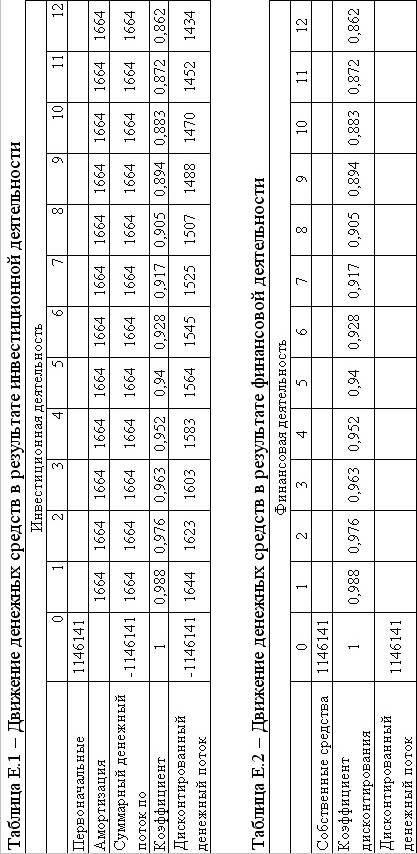 Таблица Е.1 – Движение денежных средств в результате инвестиционной деятельности
Инвестиционная деятельность
0 1 2 3 4 5 6 7 8 9 10 11 12
Первоначальные 1146141
Амортизация 1664 1664 1664 1664 1664 1664 1664 1664 1664 1664 1664 1664
Суммарный денежный
поток по -1146141 1664 1664 1664 1664 1664 1664 1664 1664 1664 1664 1664 1664
Коэффициент 1 0,988 0,976 0,963 0,952 0,94 0,928 0,917 0,905 0,894 0,883 0,872 0,862
Дисконтированный
денежный поток -1146141 1644 1623 1603 1583 1564 1545 1525 1507 1488 1470 1452 1434
Таблица Е.2 – Движение денежных средств в результате финансовой деятельности
Финансовая деятельность
0 1 2 3 4 5 6 7 8 9 10 11 12
Собственные средства 1146141
Коэффициент
дисконтирования 1 0,988 0,976 0,963 0,952 0,94 0,928 0,917 0,905 0,894 0,883 0,872 0,862
Дисконтированный
денежный поток 1146141